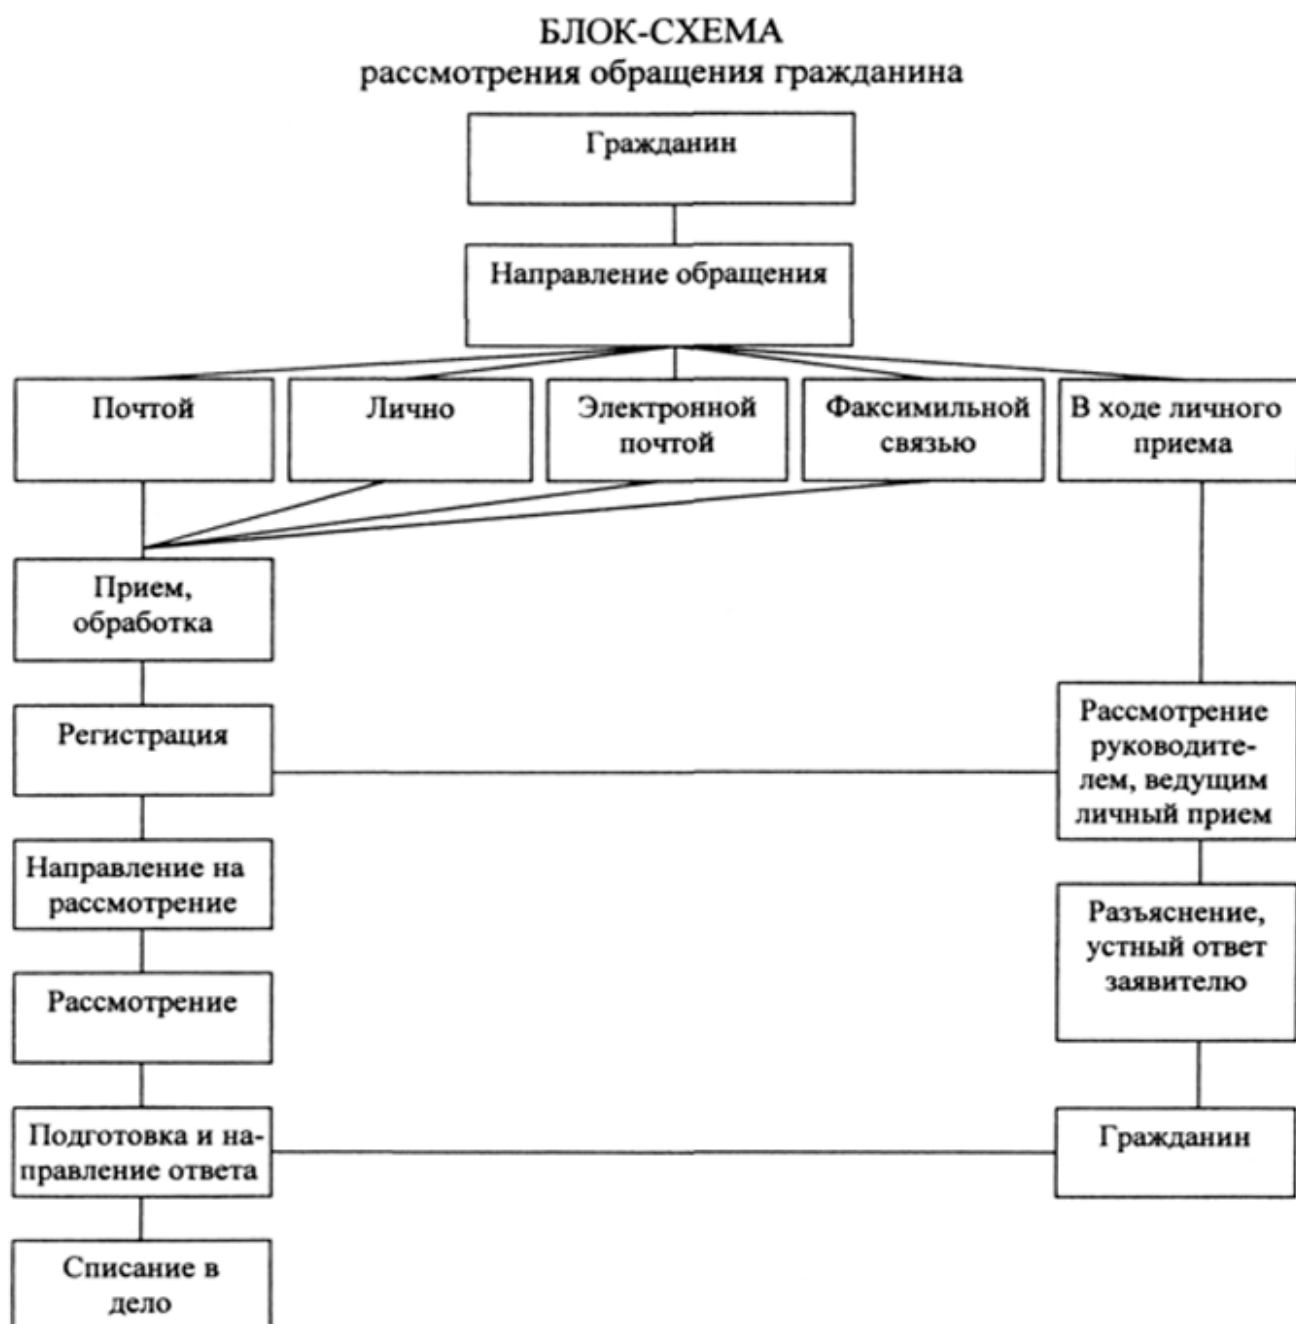 БЛОК-СХЕМА
рассмотрения обращения гражданина
Гражданин
Направление обращения
Почтой
Лично
Электронной
почтой
Факсимильной
связью
В ходе личного
приема
Прием,
обработка
Регистрация
Рассмотрение
руководите-
лем, ведущим
личный прием
Направление на
рассмотрение
Разъяснение,
устный ответ
заявителю
Рассмотрение
Подготовка и на-
правление ответа
Гражданин
Списание в
дело